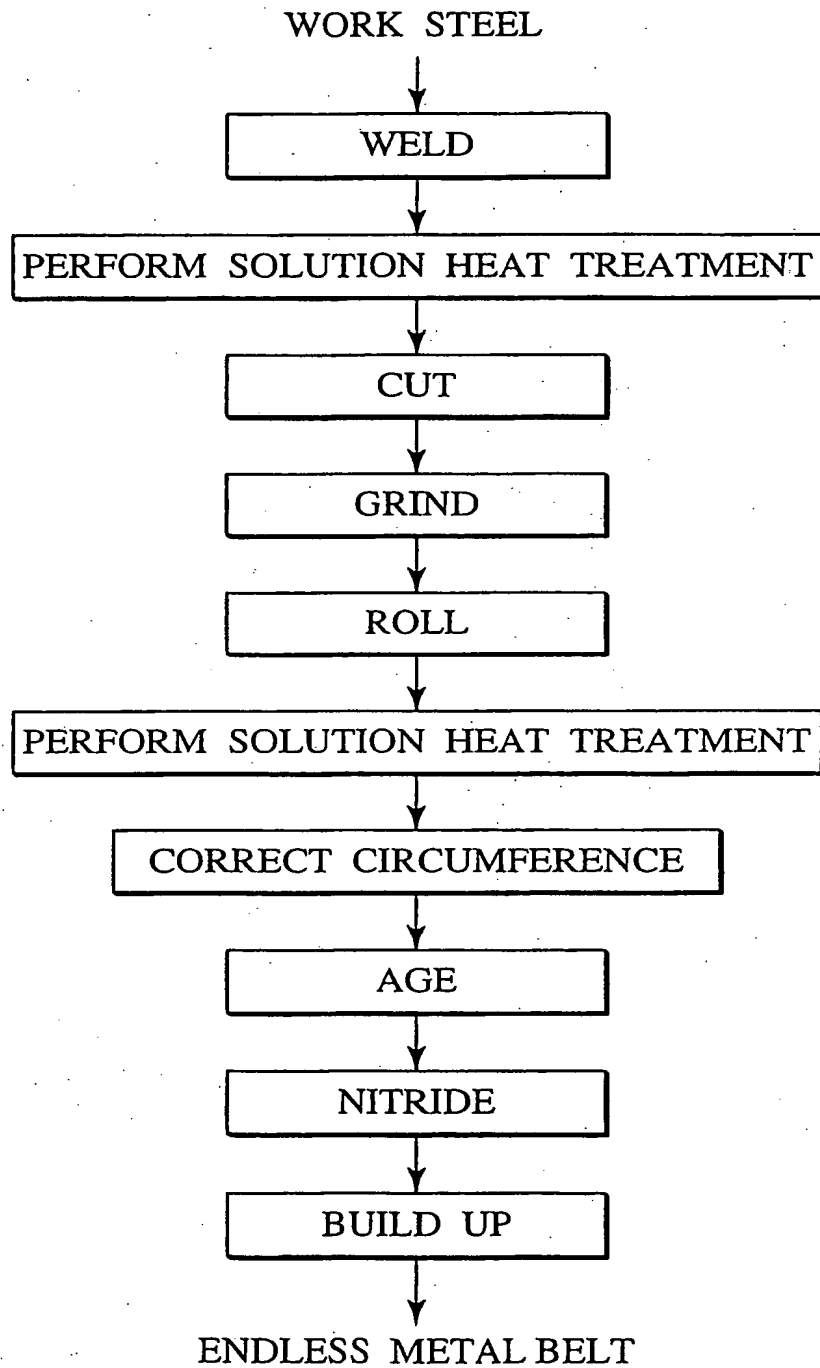 WORK STEEL
WELD
PERFORM SOLUTION HEAT TREATMENT
CUT
GRIND
ROLL
PERFORM SOLUTION HEAT TREATMENT
CORRECT CIRCUMFERENCE
AGE
NITRIDE
BUILD UP
ENDLESS METAL BELT